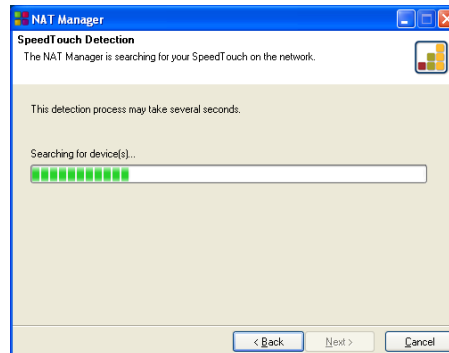 NAT Manager
SpeedTouch Detection
The NAT Manager is searching for your SpeedTouch on the network.
This detection process may take several seconds.
Searching for device(s)...
< Back Next > Cancel